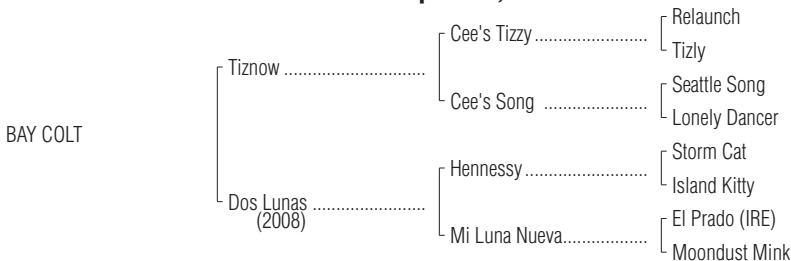 Relaunch
Cee's Tizzy
Tizly
Tiznow
Seattle Song
Cee's Song
Lonely Dancer
BAY COLT
Storm Cat
Hennessy
Island Kitty
Dos Lunas
(2008)
El Prado (IRE)
Mi Luna Nueva
Moondust Mink